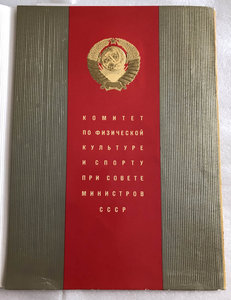 КОМИТЕТ
ПО ФИЗИЧЕСКОЙ
КУЛЬТУРЕ
И СПОРТУ
ПРИ СОВЕТЕ
МИНИСТРОВ
СССР